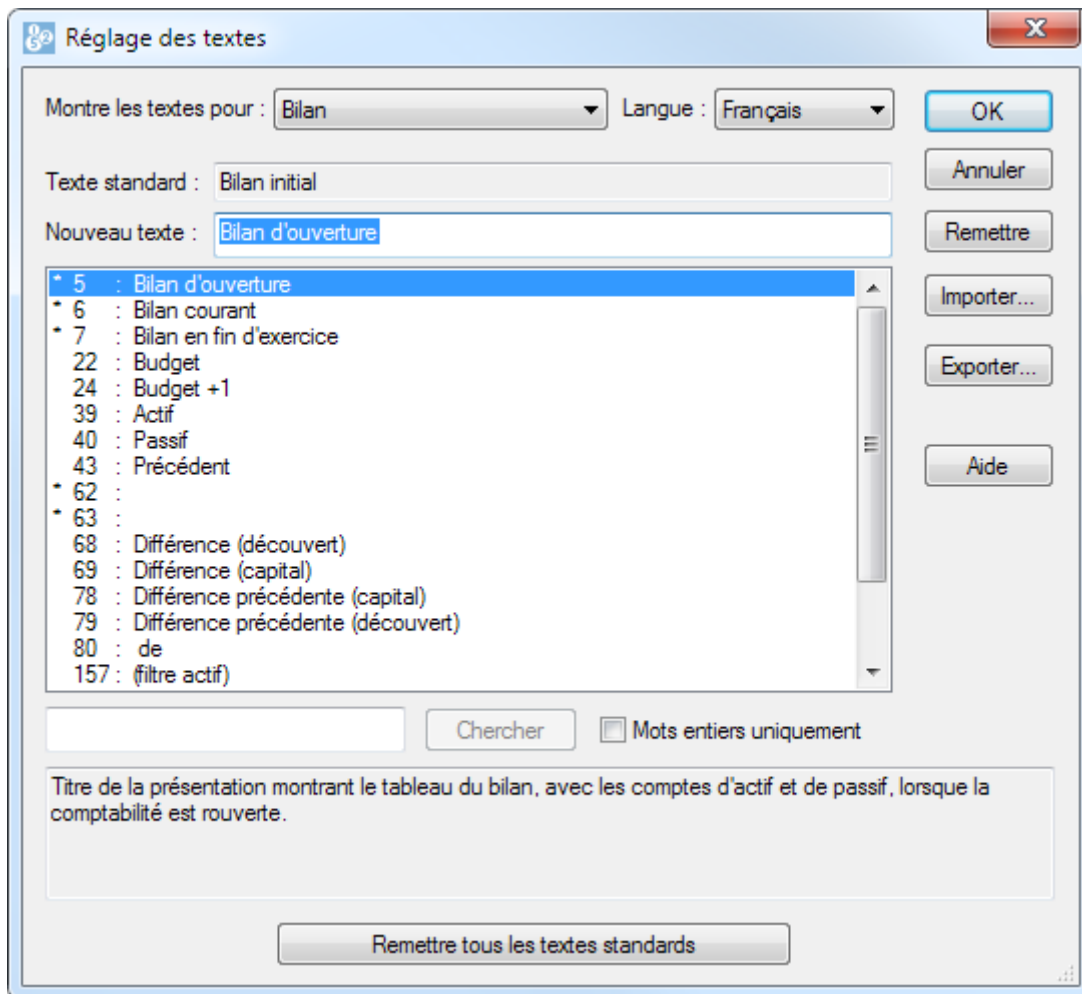 Réglage des textes
Montre les textes pour : Bilan Langue : Français OK
Texte standard : Bilan initial Annuler
Nouveau texte : Bilan d'ouverture Remettre
* 5 : Bilan d'ouverture
* 6 : Bilan courant Importer...
* 7 : Bilan en fin d'exercice
22 : Budget Exporter...
24 : Budget +1
39 : Actif
40 : Passif
43 : Précédent Aide
* 62 :
* 63 :
68 : Différence (découvert)
69 : Différence (capital)
78 : Différence précédente (capital)
79 : Différence précédente (découvert)
80 : de
157 : (filtre actif)
Chercher Mots entiers uniquement
Titre de la présentation montrant le tableau du bilan, avec les comptes d'actif et de passif, lorsque la
comptabilité est rouverte.
Remettre tous les textes standards